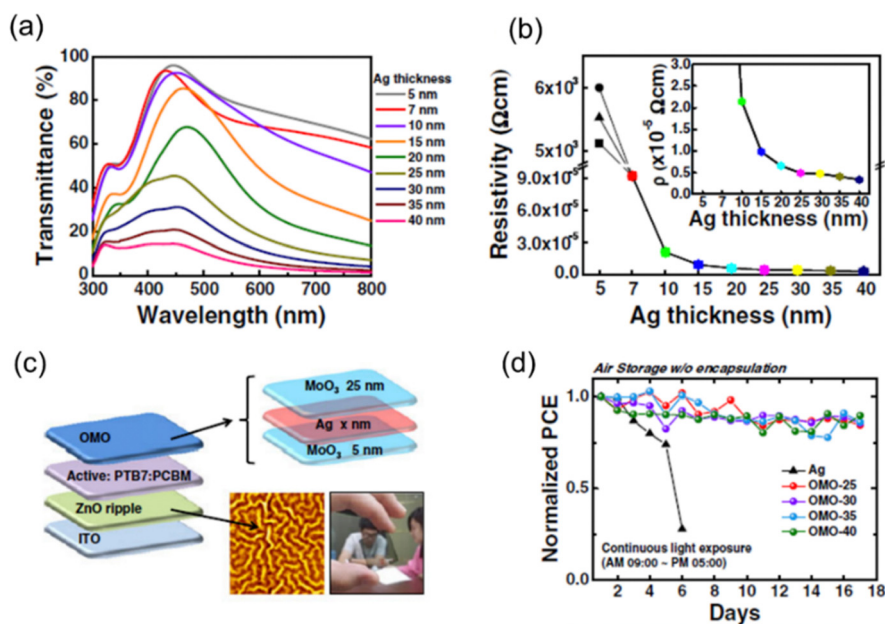 (a)
Transmittance (%)
100
80
60
40
20
0
300
400
500
600
700
800
Wavelength (nm)
Ag thickness
5 nm
7 nm
10 nm
15 nm
20 nm
25 nm
30 nm
35 nm
40 nm
(b)
Resistivity (Ωcm)
6x10³
5x10³
9.0x10⁻⁵
3.0x10⁻⁵
0.0
5
7
10
15
20
25
30
35
40
Ag thickness (nm)
ρ (x10⁻⁵ Ωcm)
3.0
2.5
2.0
1.5
1.0
0.5
0.0
5
7
10
15
20
25
30
35
40
Ag thickness (nm)
(c)
OMO
Active: PTB7:PCBM
ZnO ripple
ITO
MoO₃ 25 nm
Ag x nm
MoO₃ 5 nm
(d)
Air Storage w/o encapsulation
Normalized PCE
1.0
0.5
0.0
Ag
OMO-25
OMO-30
OMO-35
OMO-40
Continuous light exposure
(AM 09:00 ~ PM 05:00)
2
4
6
8
10
12
14
16
18
Days